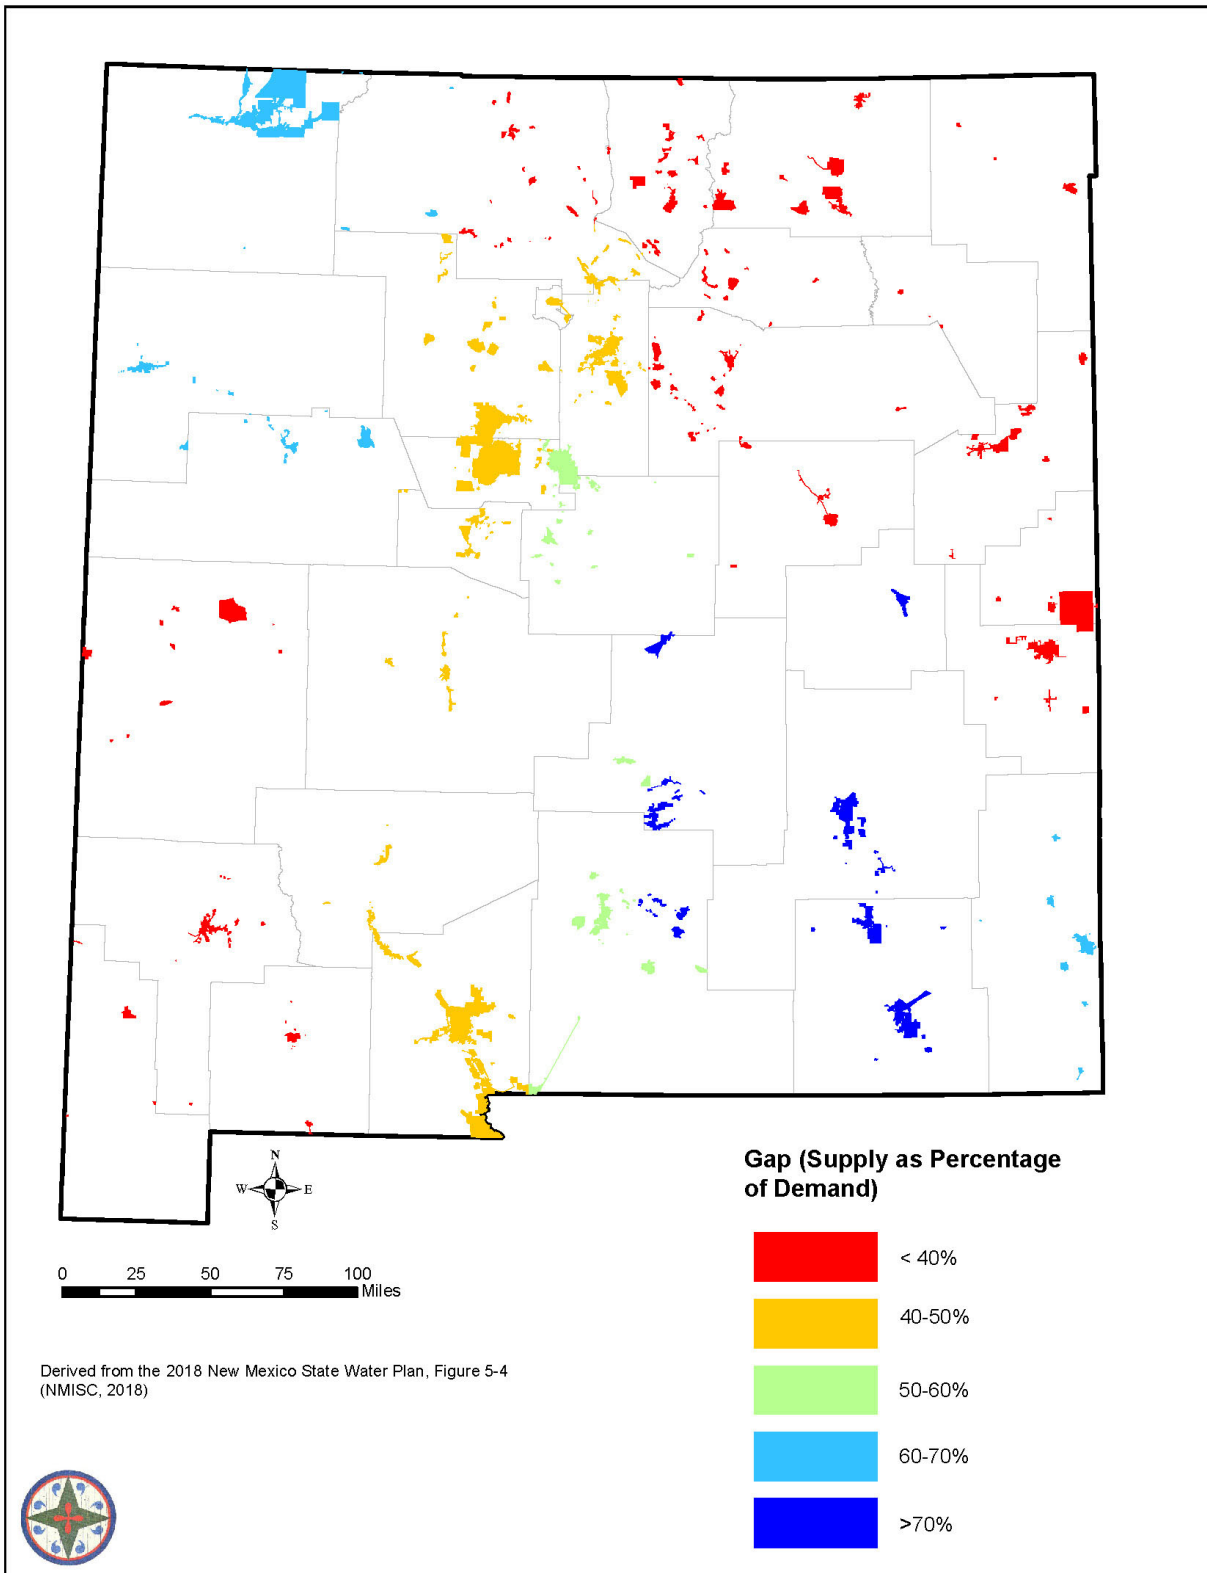 N
W E
S
0 25 50 75 100
Miles
Derived from the 2018 New Mexico State Water Plan, Figure 5-4
(NMISC, 2018)
Gap (Supply as Percentage
of Demand)
< 40%
40-50%
50-60%
60-70%
>70%